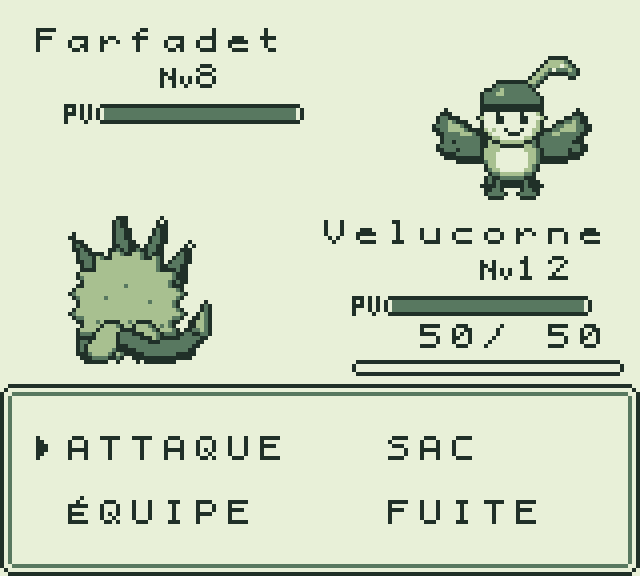 Farfadet
Nv8
PV
Velucorne
Nv12
PV
50/ 50
ATTAQUE SAC
ÉQUIPE FUITE